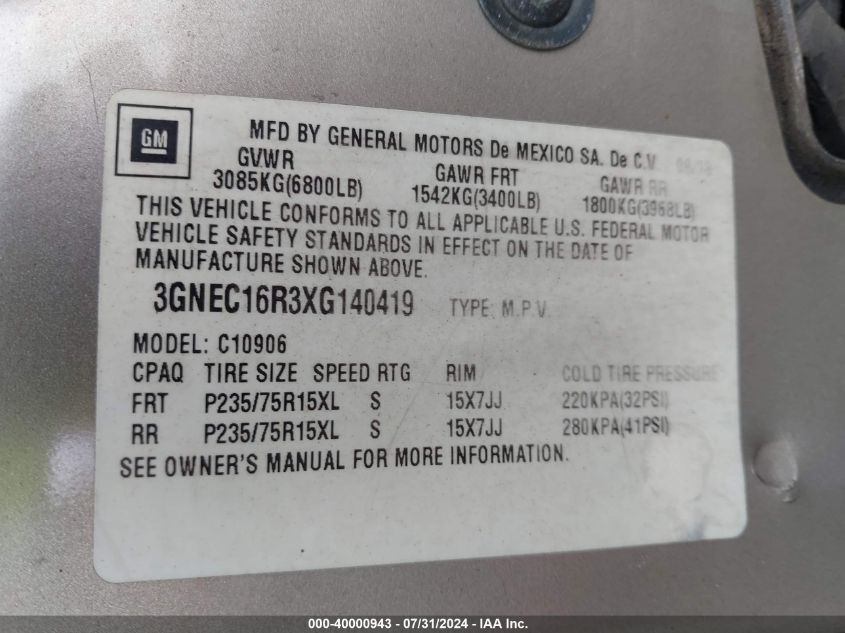 GM
MFD BY GENERAL MOTORS De MEXICO SA. De C.V
GVWR GAWR FRT GAWR RR
3085KG(6800LB) 1542KG(3400LB) 1800KG(3968LB)
THIS VEHICLE CONFORMS TO ALL APPLICABLE U.S. FEDERAL MOTOR
VEHICLE SAFETY STANDARDS IN EFFECT ON THE DATE OF
MANUFACTURE SHOWN ABOVE.
3GNEC16R3XG140419 TYPE: M.P.V.
MODEL: C10906
CPAQ TIRE SIZE SPEED RTG RIM COLD TIRE PRESSURE
FRT P235/75R15XL S 15X7JJ 220KPA(32PSI)
RR P235/75R15XL S 15X7JJ 280KPA(41PSI)
SEE OWNER'S MANUAL FOR MORE INFORMATION.
000-40000943 - 07/31/2024 - IAA Inc.